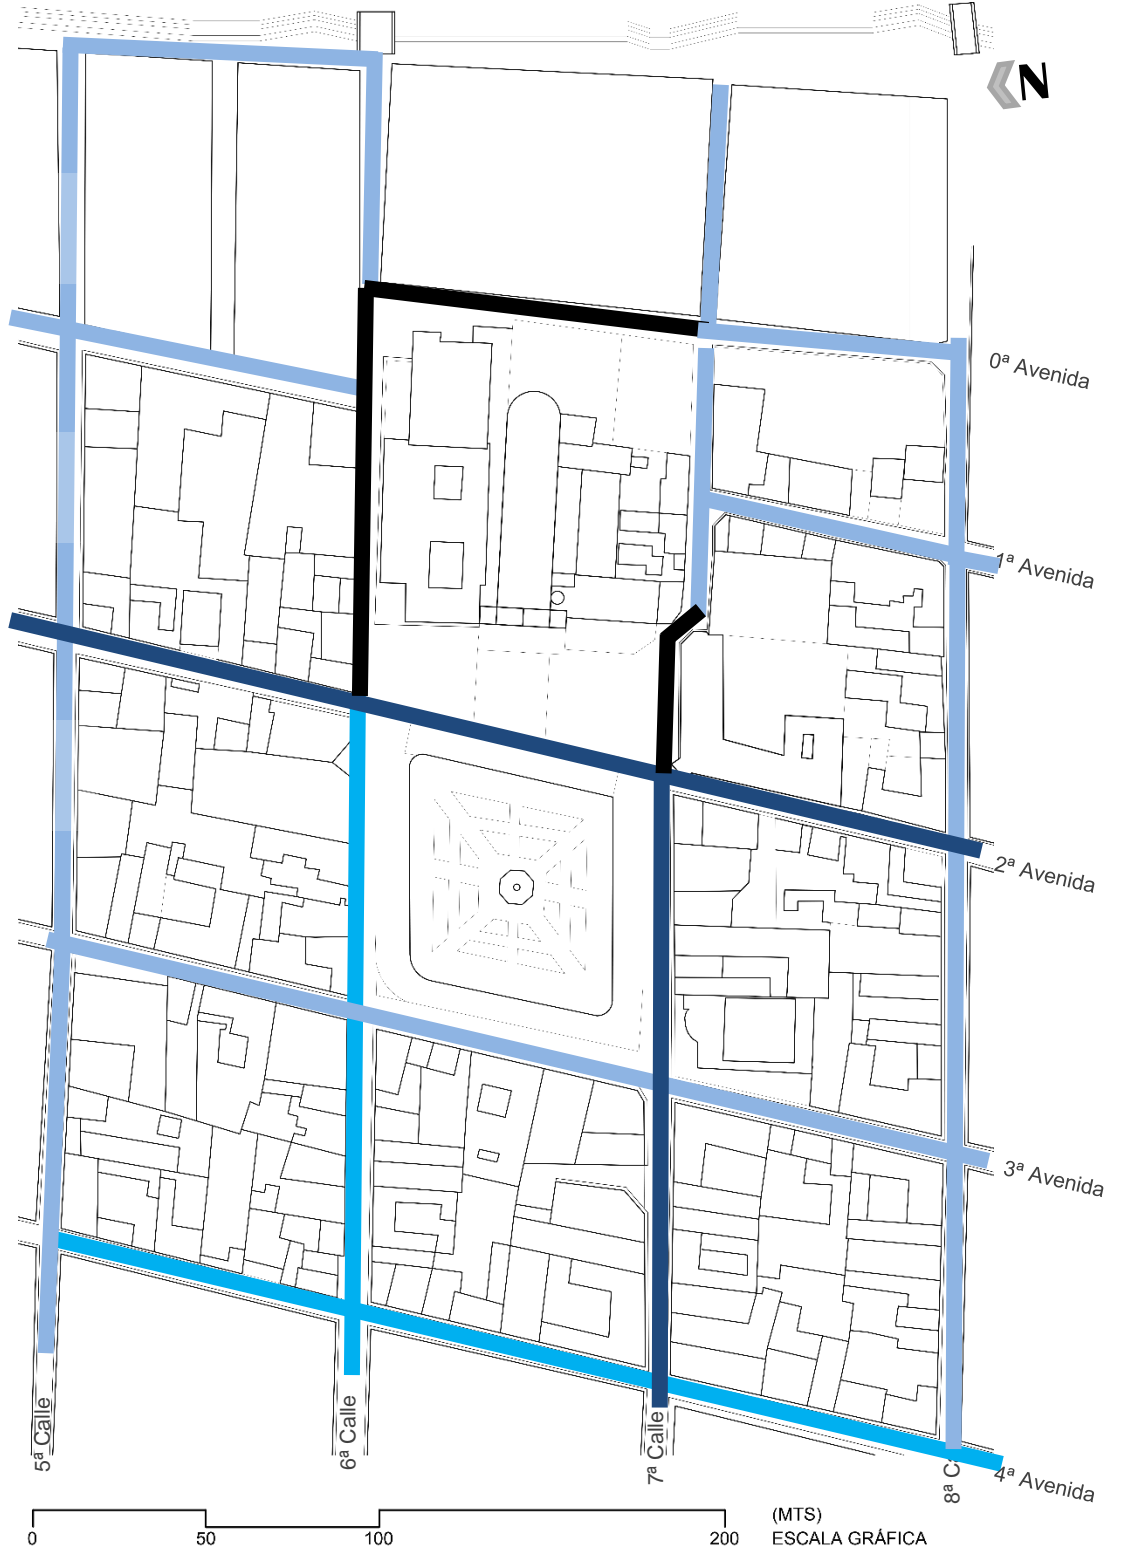 N
0ª Avenida
1ª Avenida
2ª Avenida
3ª Avenida
4ª Avenida
5ª Calle
6ª Calle
7ª Calle
8ª C
(MTS)
0 50 100 200 ESCALA GRÁFICA